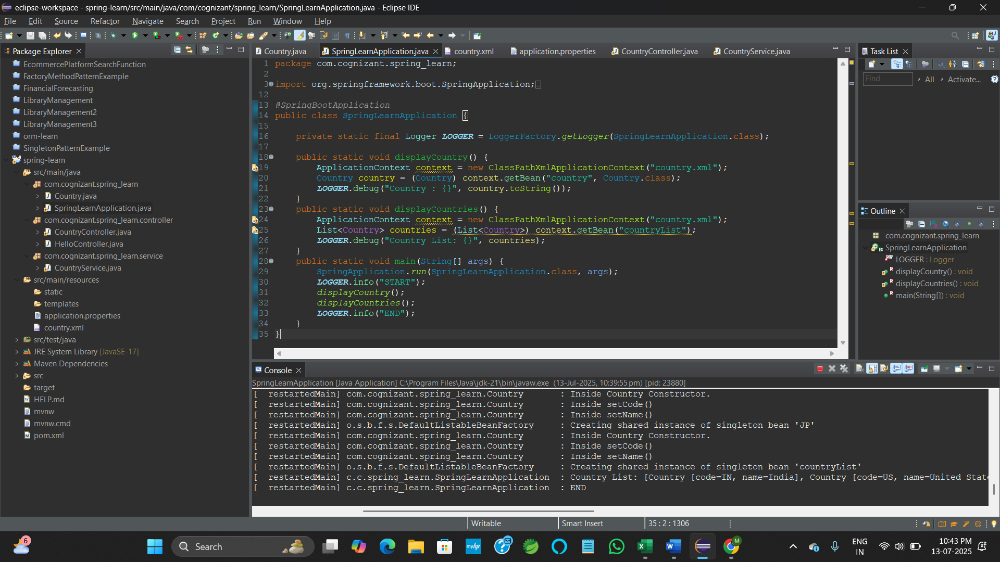 eclipse-workspace - spring-learn/src/main/java/com/cognizant/spring_learn/SpringLearnApplication.java - Eclipse IDE
File Edit Source Refactor Navigate Search Project Run Window Help
Package Explorer
EcommercePlatformSearchFunction
FactoryMethodPatternExample
FinancialForecasting
LibraryManagement
LibraryManagement2
LibraryManagement3
orm-learn
SingletonPatternExample
spring-learn
src/main/java
com.cognizant.spring_learn
Country.java
SpringLearnApplication.java
com.cognizant.spring_learn.controller
CountryController.java
HelloController.java
com.cognizant.spring_learn.service
CountryService.java
src/main/resources
static
templates
application.properties
country.xml
src/test/java
JRE System Library [JavaSE-17]
Maven Dependencies
src
target
HELP.md
mvnw
mvnw.cmd
pom.xml
Country.java SpringLearnApplication.java country.xml application.properties CountryController.java CountryService.java
1 package com.cognizant.spring_learn;
2
3 import org.springframework.boot.SpringApplication;
12
13 @SpringBootApplication
14 public class SpringLearnApplication {
15
16 private static final Logger LOGGER = LoggerFactory.getLogger(SpringLearnApplication.class);
17
18 public static void displayCountry() {
19 ApplicationContext context = new ClassPathXmlApplicationContext("country.xml");
20 Country country = (Country) context.getBean("country", Country.class);
21 LOGGER.debug("Country : {}", country.toString());
22 }
23 public static void displayCountries() {
24 ApplicationContext context = new ClassPathXmlApplicationContext("country.xml");
25 List<Country> countries = (List<Country>) context.getBean("countryList");
26 LOGGER.debug("Country List: {}", countries);
27 }
28 public static void main(String[] args) {
29 SpringApplication.run(SpringLearnApplication.class, args);
30 LOGGER.info("START");
31 displayCountry();
32 displayCountries();
33 LOGGER.info("END");
34 }
35 }
Task List
Find All Activate...
Outline
com.cognizant.spring_learn
SpringLearnApplication
LOGGER : Logger
displayCountry() : void
displayCountries() : void
main(String[]) : void
Console
SpringLearnApplication [Java Application] C:\Program Files\Java\jdk-21\bin\javaw.exe (13-Jul-2025, 10:39:55 pm) [pid: 23880]
[ restartedMain] com.cognizant.spring_learn.Country : Inside Country Constructor.
[ restartedMain] com.cognizant.spring_learn.Country : Inside setCode()
[ restartedMain] com.cognizant.spring_learn.Country : Inside setName()
[ restartedMain] o.s.b.f.s.DefaultListableBeanFactory : Creating shared instance of singleton bean 'JP'
[ restartedMain] com.cognizant.spring_learn.Country : Inside Country Constructor.
[ restartedMain] com.cognizant.spring_learn.Country : Inside setCode()
[ restartedMain] com.cognizant.spring_learn.Country : Inside setName()
[ restartedMain] o.s.b.f.s.DefaultListableBeanFactory : Creating shared instance of singleton bean 'countryList'
[ restartedMain] c.c.spring_learn.SpringLearnApplication : Country List: [Country [code=IN, name=India], Country [code=US, name=United State
[ restartedMain] c.c.spring_learn.SpringLearnApplication : END
Writable Smart Insert 35 : 2 : 1306
6
Search
myhp
M
ENG
IN
10:43 PM
13-07-2025